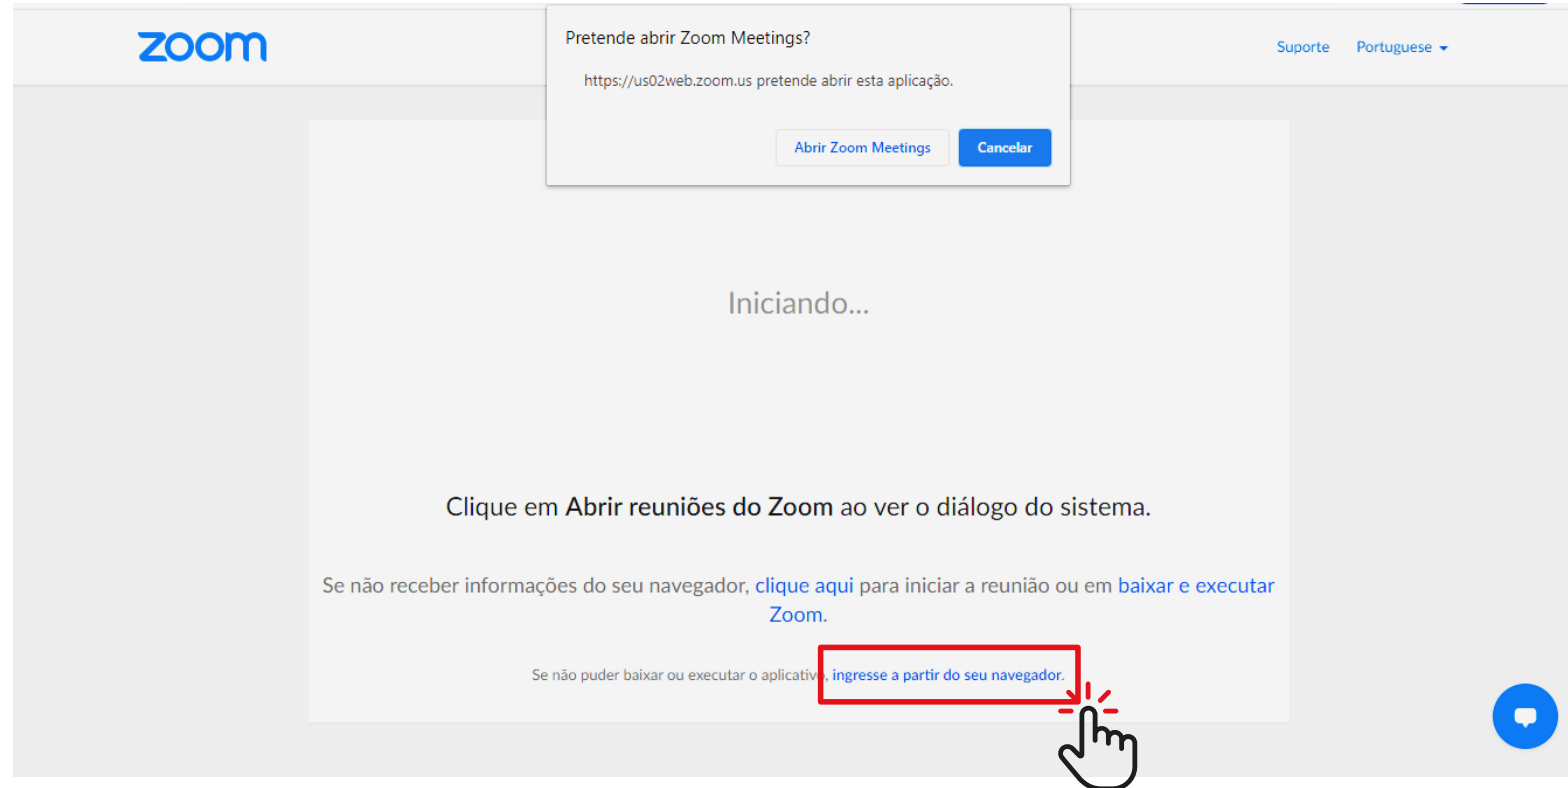 zoom
Pretende abrir Zoom Meetings?
https://us02web.zoom.us pretende abrir esta aplicação.
Abrir Zoom Meetings
Cancelar
Suporte
Portuguese
Iniciando...
Clique em Abrir reuniões do Zoom ao ver o diálogo do sistema.
Se não receber informações do seu navegador, clique aqui para iniciar a reunião ou em baixar e executar
Zoom.
Se não puder baixar ou executar o aplicativo, ingresse a partir do seu navegador.